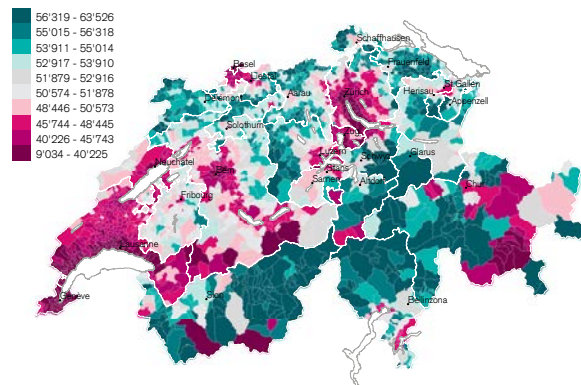 56'319 - 63'526
55'015 - 56'318
53'911 - 55'014
52'917 - 53'910
51'879 - 52'916
50'574 - 51'878
48'446 - 50'573
45'744 - 48'445
40'226 - 45'743
9'034 - 40'225
Schaffhausen
Basel
Liestal
Frauenfeld
Delémont
Aarau
Zürich
Herisau
St.Gallen
Appenzell
Solothurn
Zug
Neuchâtel
Luzern
Schwyz
Glarus
Bern
Stans
Sarnen
Altdorf
Chur
Fribourg
Lausanne
Genève
Sion
Bellinzona